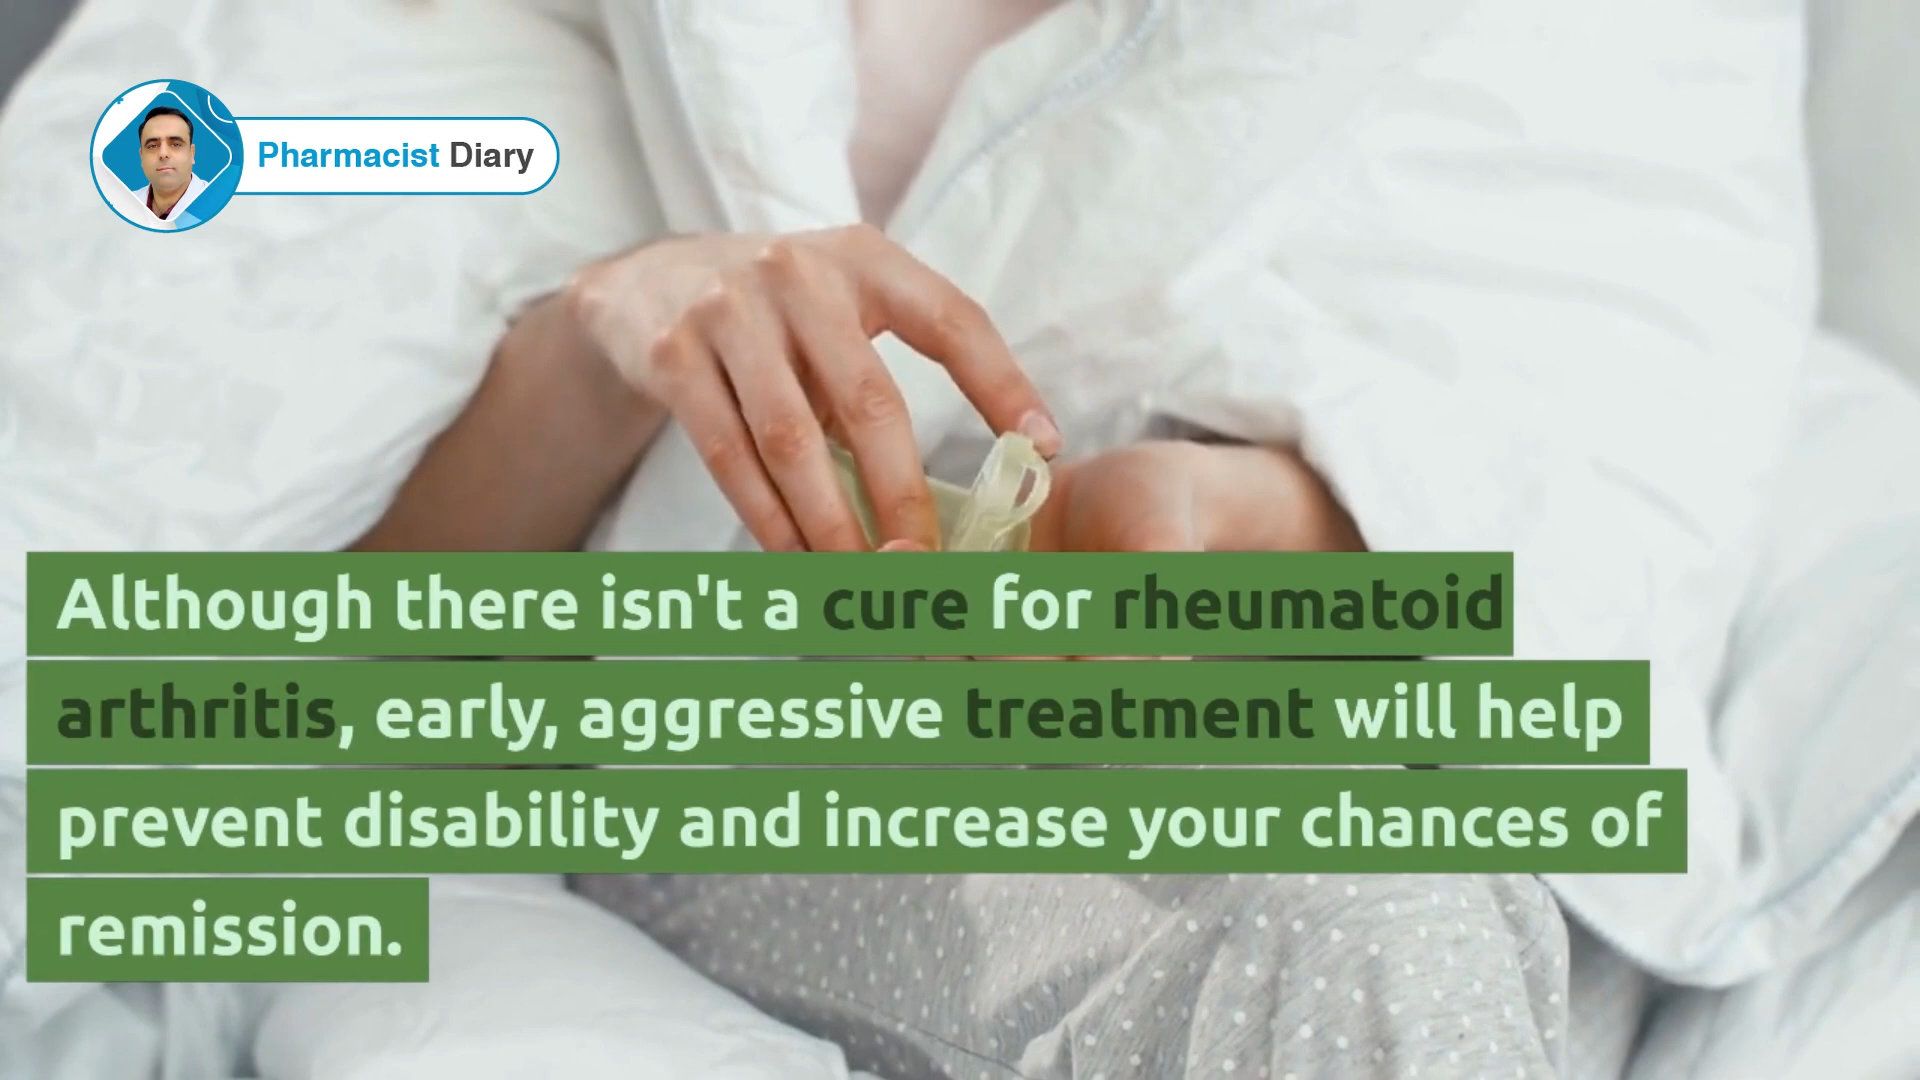 Pharmacist Diary
Although there isn't a cure for rheumatoid
arthritis, early, aggressive treatment will help
prevent disability and increase your chances of
remission.